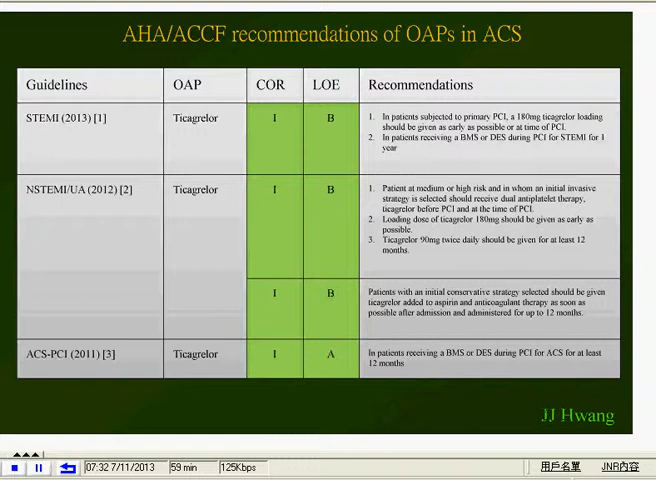 AHA/ACCF recommendations of OAPs in ACS
Guidelines OAP COR LOE Recommendations
STEMI (2013) [1] Ticagrelor I B
1. In patients subjected to primary PCI, a 180mg ticagrelor loading
should be given as early as possible or at time of PCI.
2. In patients receiving a BMS or DES during PCI for STEMI for 1
year
NSTEMI/UA (2012) [2] Ticagrelor I B
1. Patient at medium or high risk and in whom an initial invasive
strategy is selected should receive dual antiplatelet therapy,
ticagrelor before PCI and at the time of PCI.
2. Loading dose of ticagrelor 180mg should be given as early as
possible.
3. Ticagrelor 90mg twice daily should be given for at least 12
months.
I B
Patients with an initial conservative strategy selected should be given
ticagrelor added to aspirin and anticoagulant therapy as soon as
possible after admission and administered for up to 12 months.
ACS-PCI (2011) [3] Ticagrelor I A
In patients receiving a BMS or DES during PCI for ACS for at least
12 months
JJ Hwang
07:32 7/11/2013 59 min 125Kbps 用戶名單 JNR內容